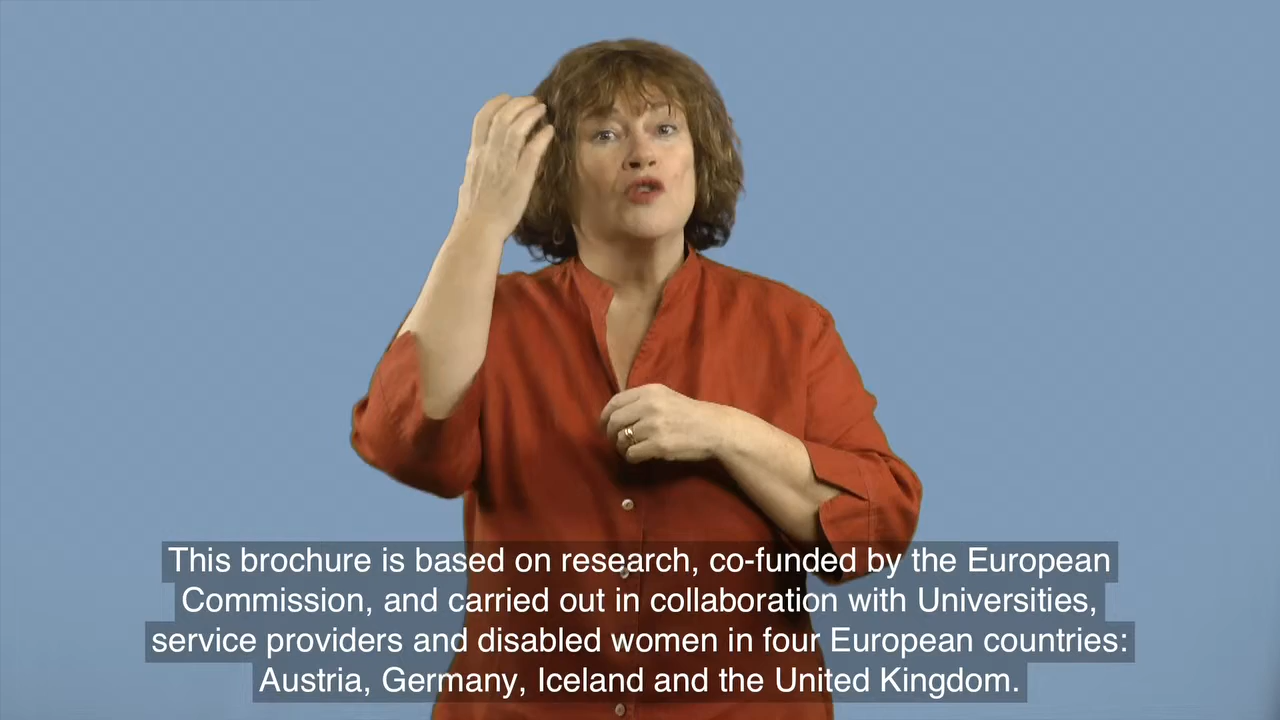 This brochure is based on research, co-funded by the European
Commission, and carried out in collaboration with Universities,
service providers and disabled women in four European countries:
Austria, Germany, Iceland and the United Kingdom.